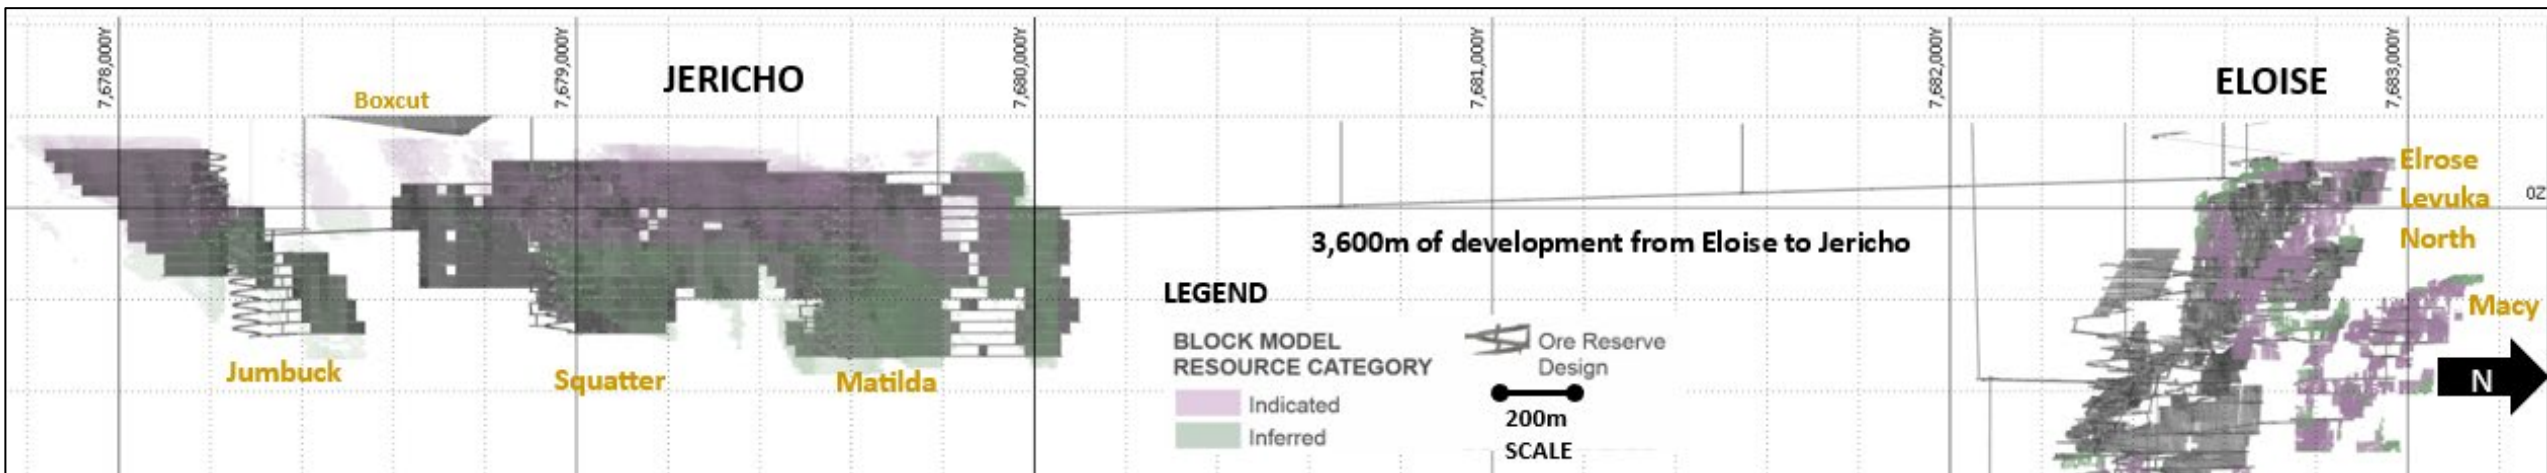 7,678,000Y
7,679,000Y
7,680,000Y
7,681,000Y
7,682,000Y
7,683,000Y
JERICHO
ELOISE
Boxcut
Elrose
Levuka
North
0Z
Macy
3,600m of development from Eloise to Jericho
LEGEND
BLOCK MODEL
RESOURCE CATEGORY
Indicated
Inferred
Ore Reserve
Design
200m
SCALE
Jumbuck
Squatter
Matilda
N